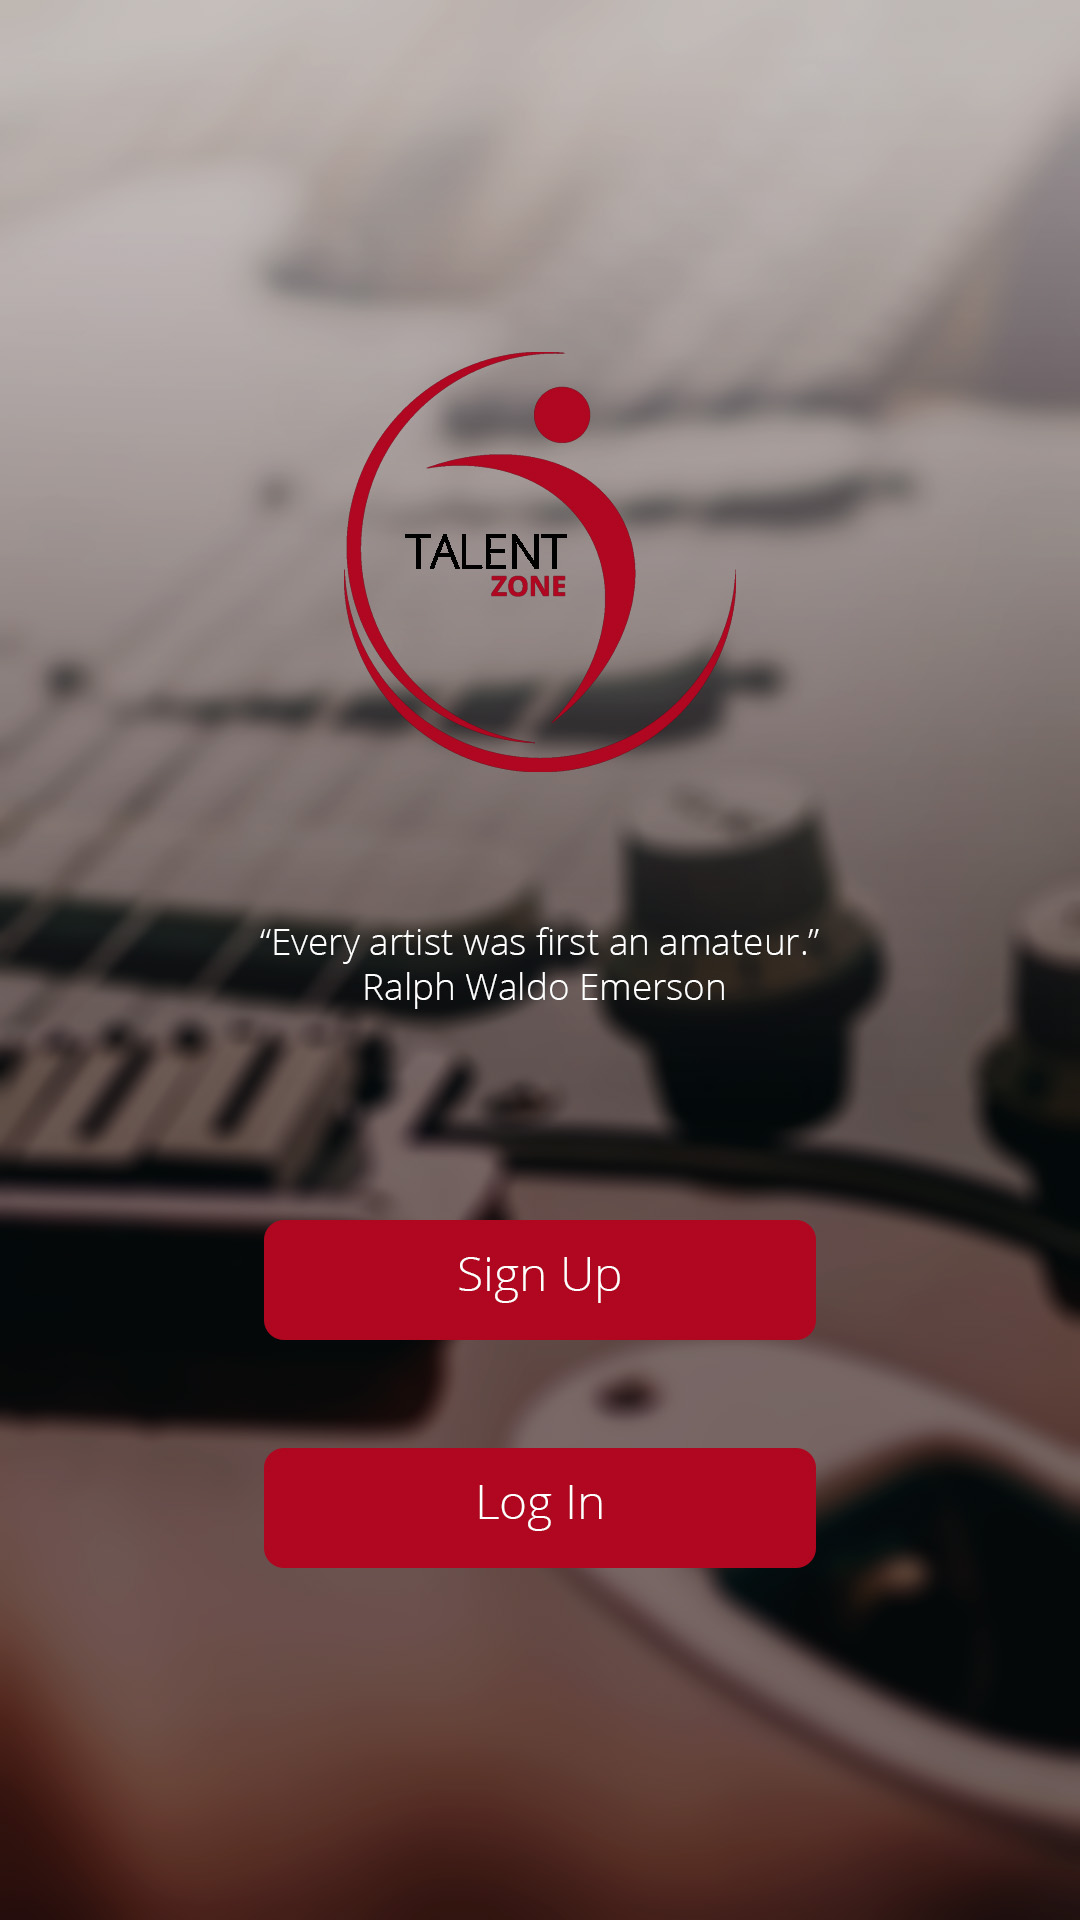 TALENT
ZONE
“Every artist was first an amateur.”
Ralph Waldo Emerson
Sign Up
Log In